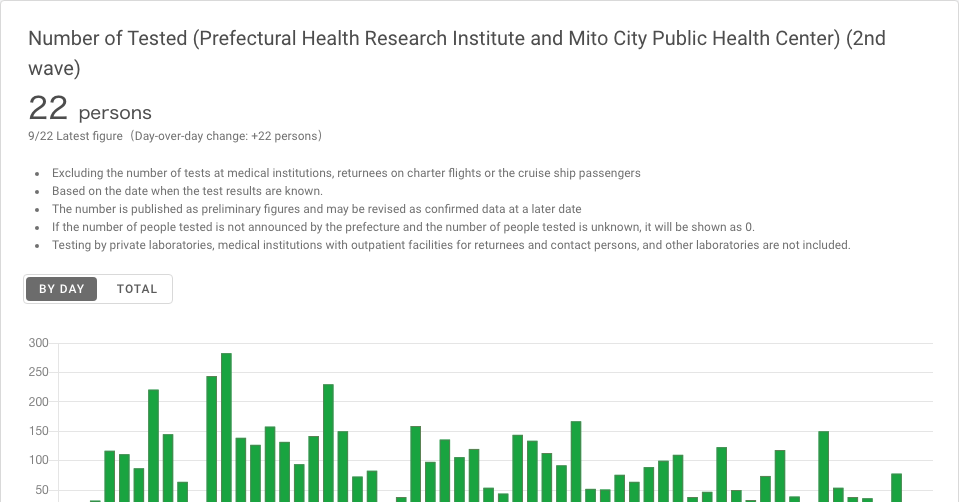 Number of Tested (Prefectural Health Research Institute and Mito City Public Health Center) (2nd
wave)
22 persons
9/22 Latest figure（Day-over-day change: +22 persons）
Excluding the number of tests at medical institutions, returnees on charter flights or the cruise ship passengers
Based on the date when the test results are known.
The number is published as preliminary figures and may be revised as confirmed data at a later date
If the number of people tested is not announced by the prefecture and the number of people tested is unknown, it will be shown as 0.
Testing by private laboratories, medical institutions with outpatient facilities for returnees and contact persons, and other laboratories are not included.
BY DAY TOTAL
300
250
200
150
100
50